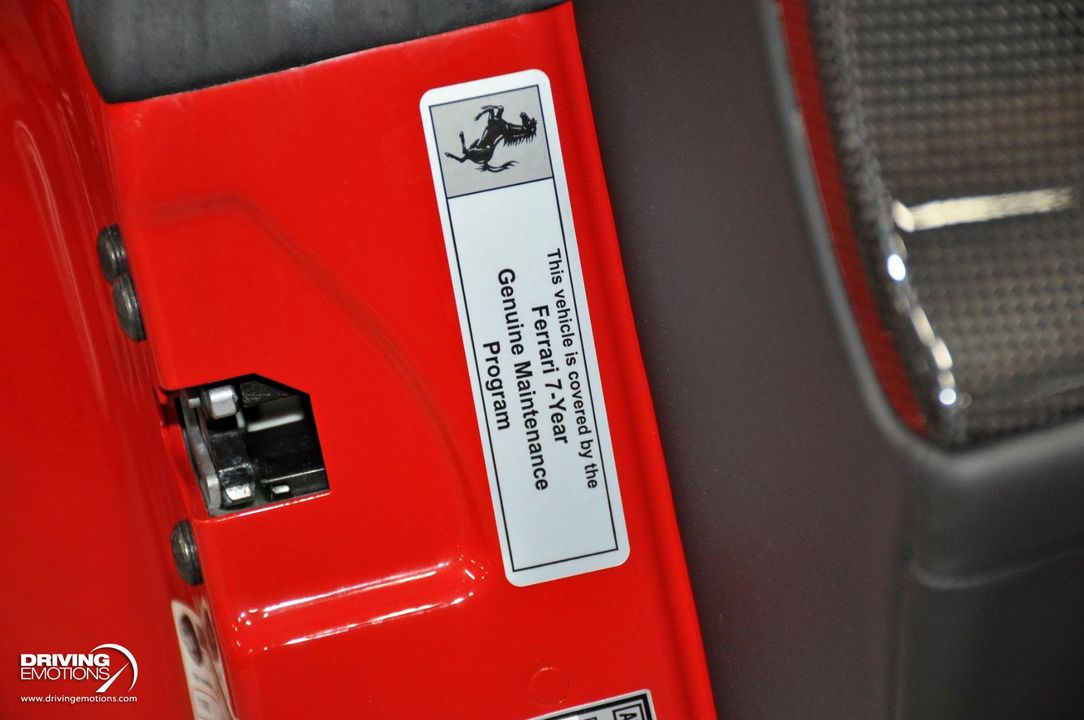 This vehicle is covered by the
Ferrari 7-Year
Genuine Maintenance
Program
DRIVING
EMOTIONS
www.drivingemotions.com